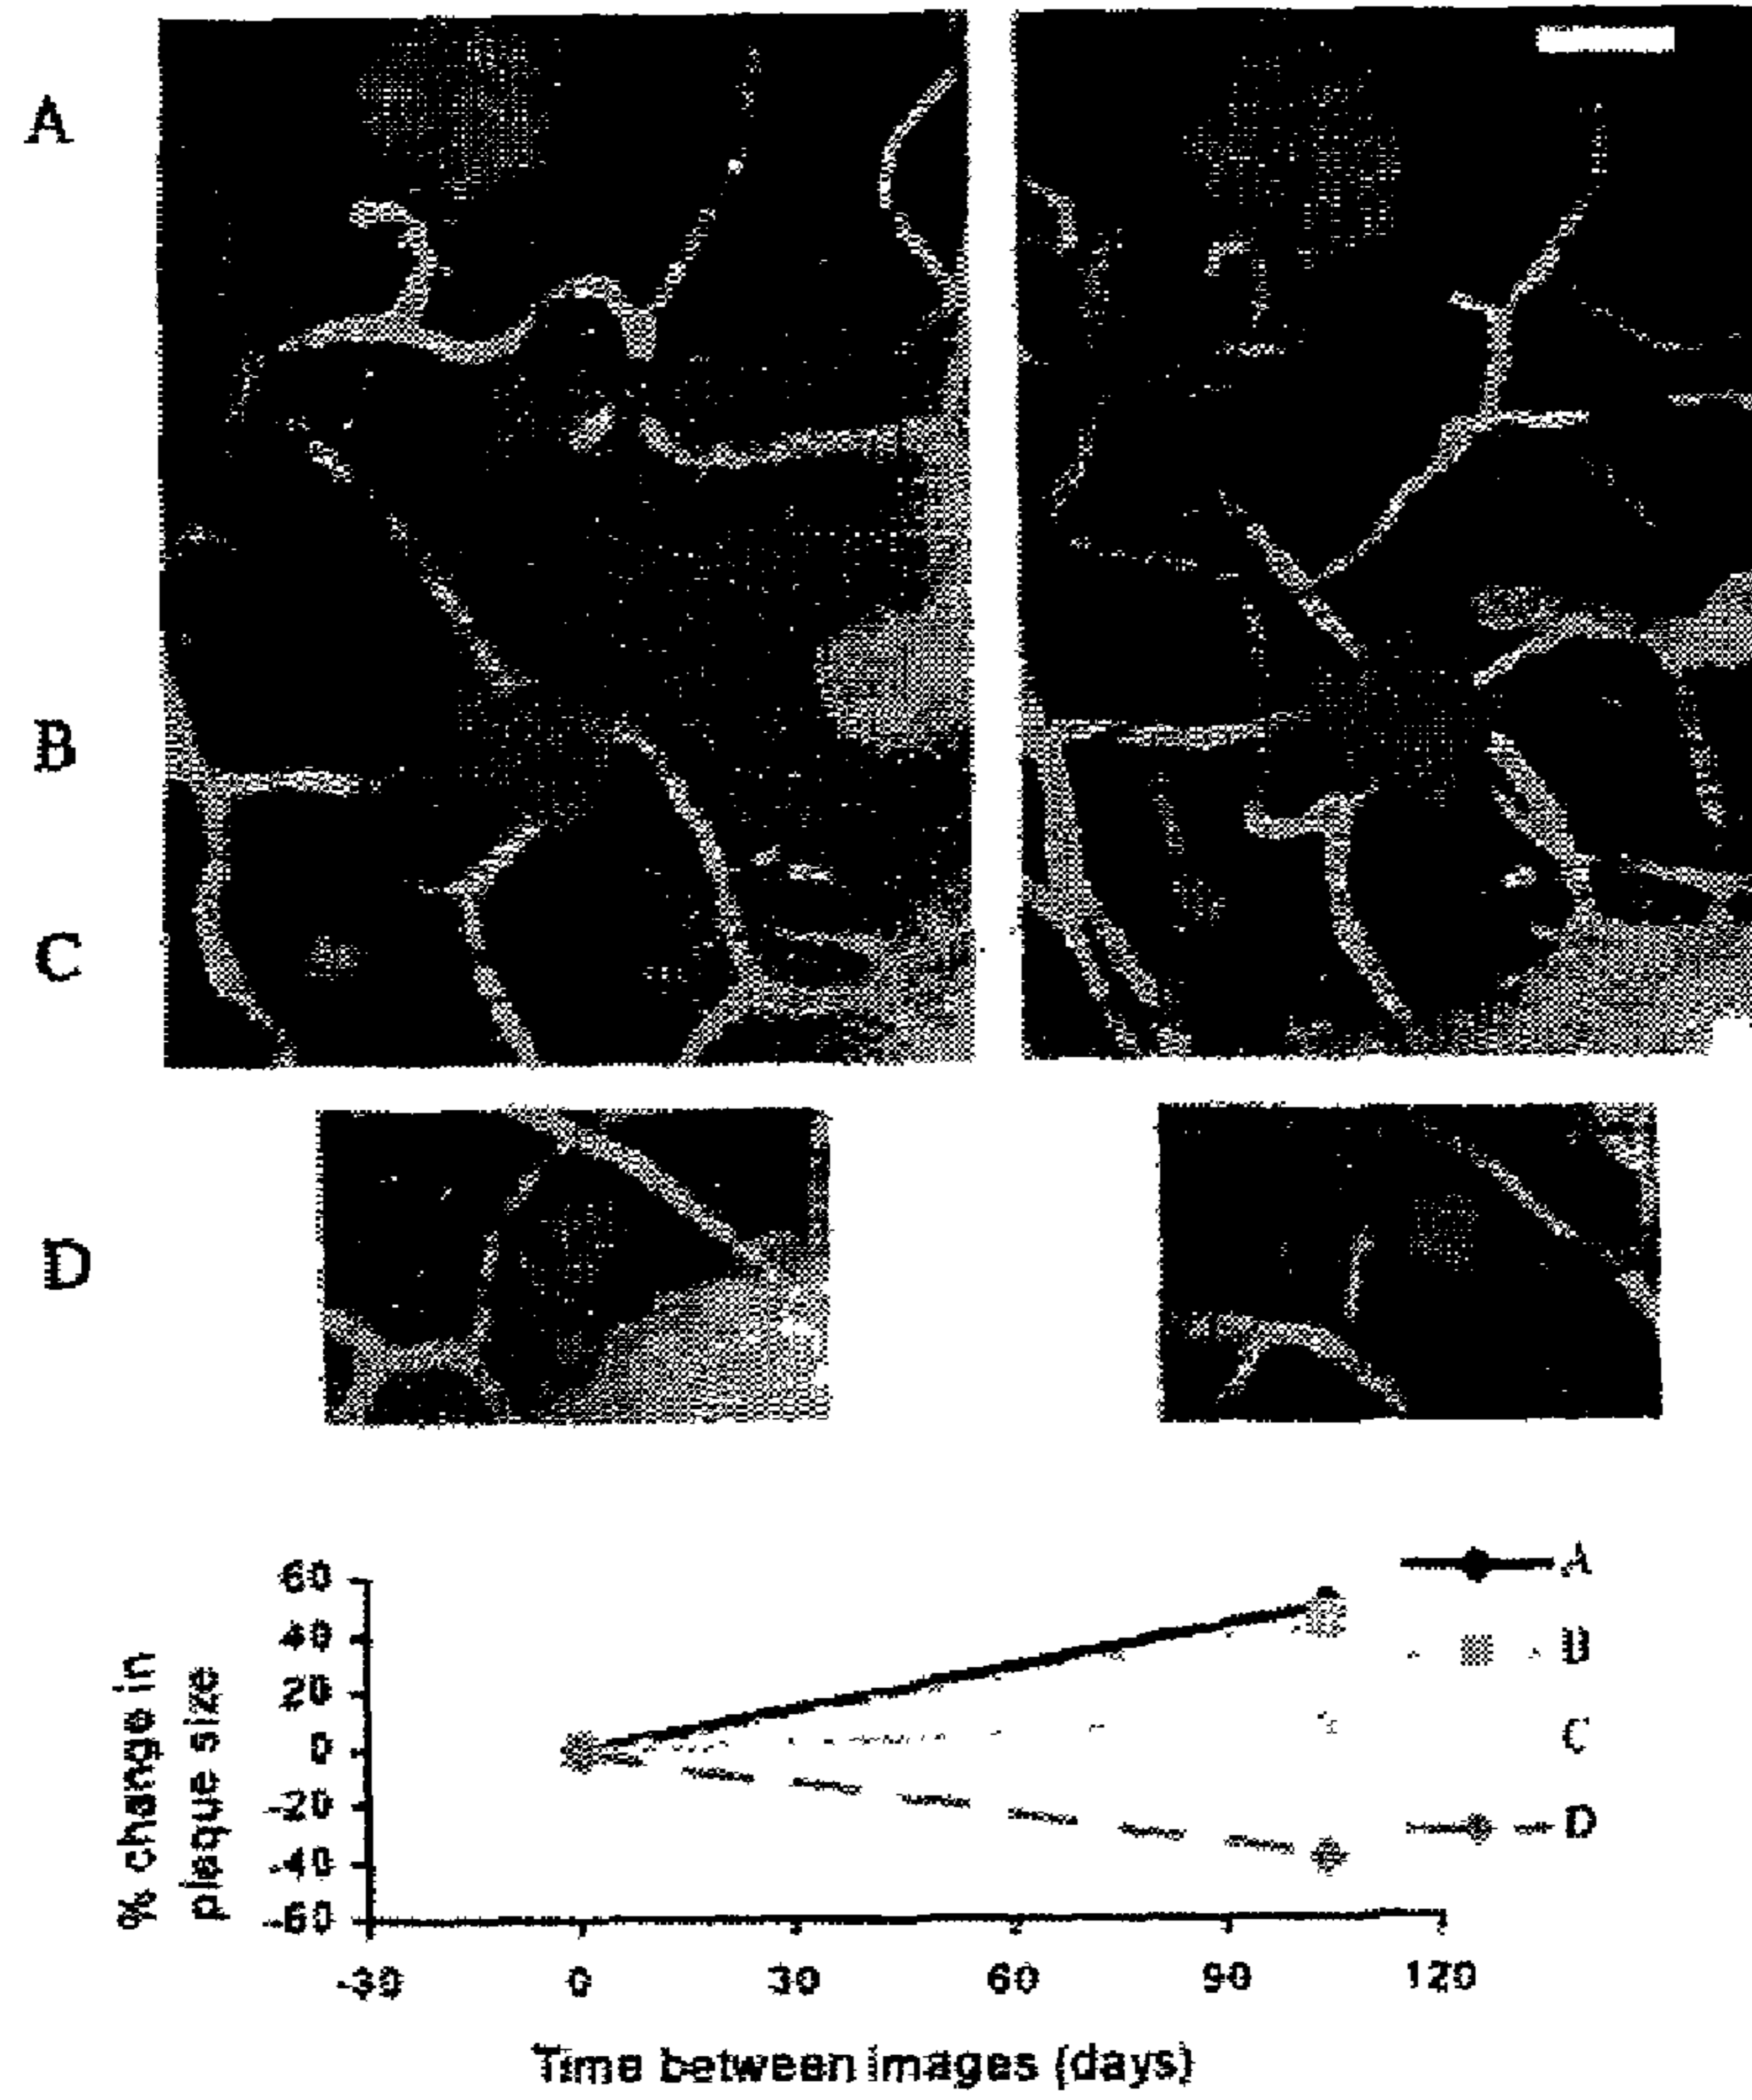 A
B
C
D
% change in
plaque size
60
40
20
0
-20
-40
-60
-30
0
30
60
90
120
Time between images (days)
A
B
C
D